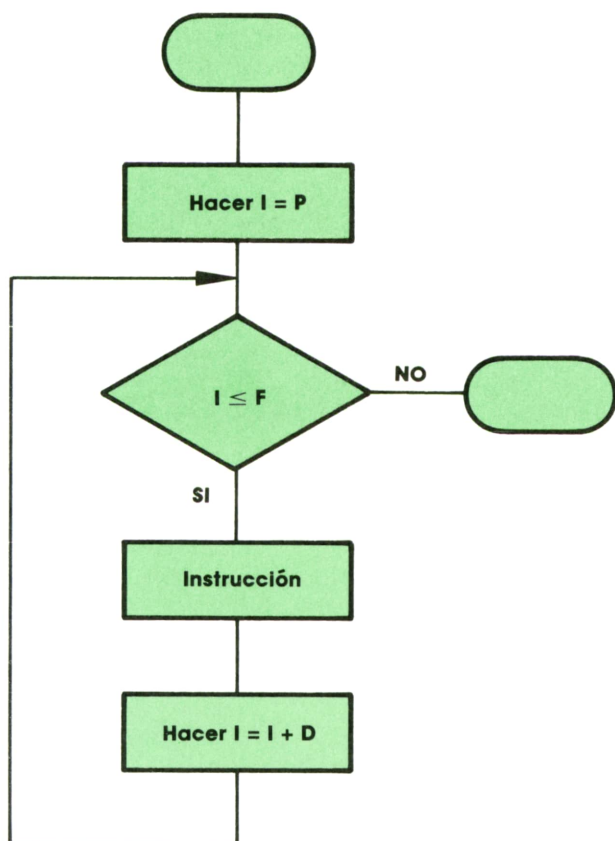 Hacer I = P
I ≤ F
NO
SI
Instrucción
Hacer I = I + D